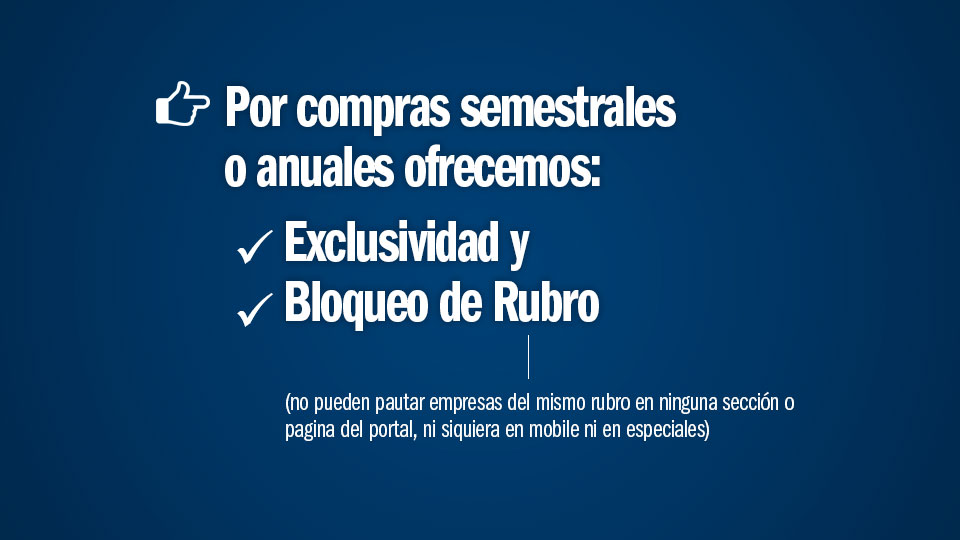 Por compras semestrales
o anuales ofrecemos:
Exclusividad y
Bloqueo de Rubro
(no pueden pautar empresas del mismo rubro en ninguna sección o
pagina del portal, ni siquiera en mobile ni en especiales)